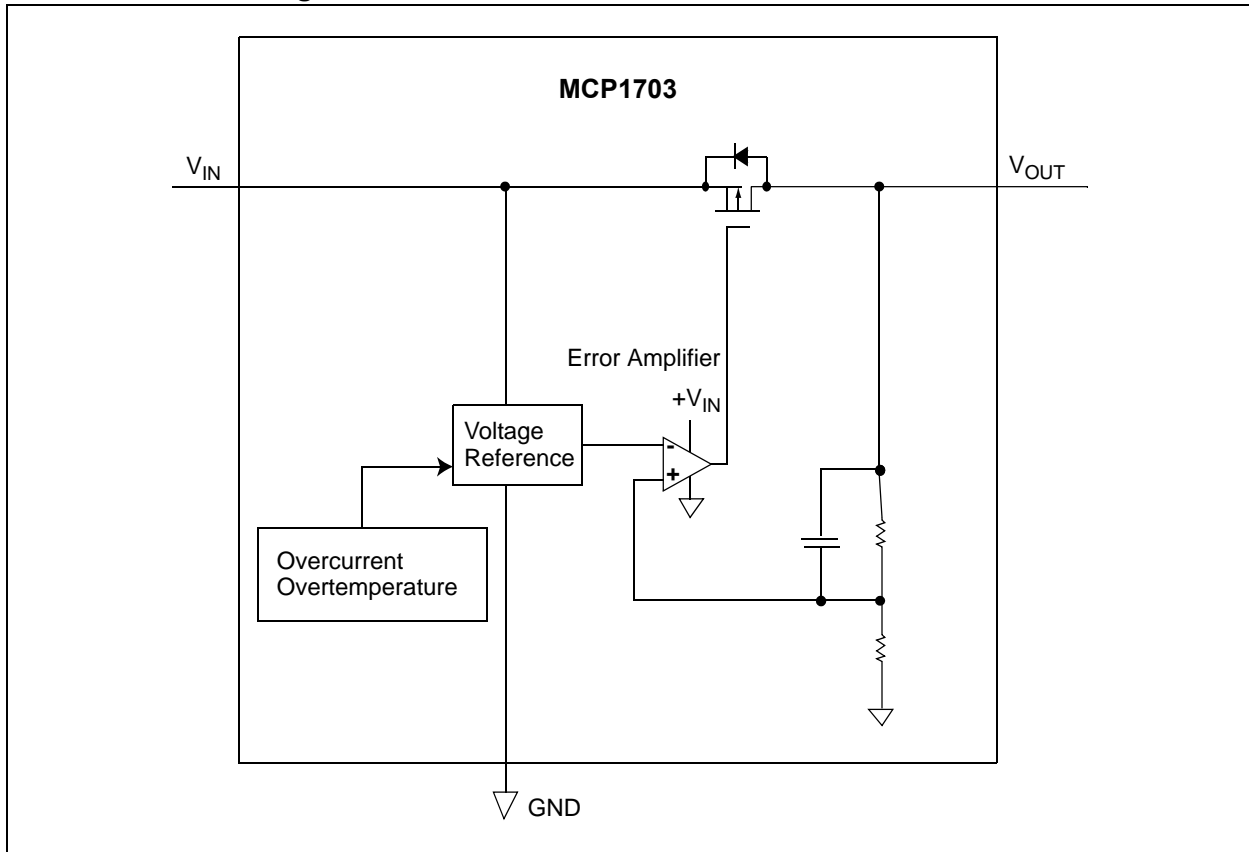 MCP1703
VIN
VOUT
Error Amplifier
+VIN
Voltage
Reference
-
+
Overcurrent
Overtemperature
GND